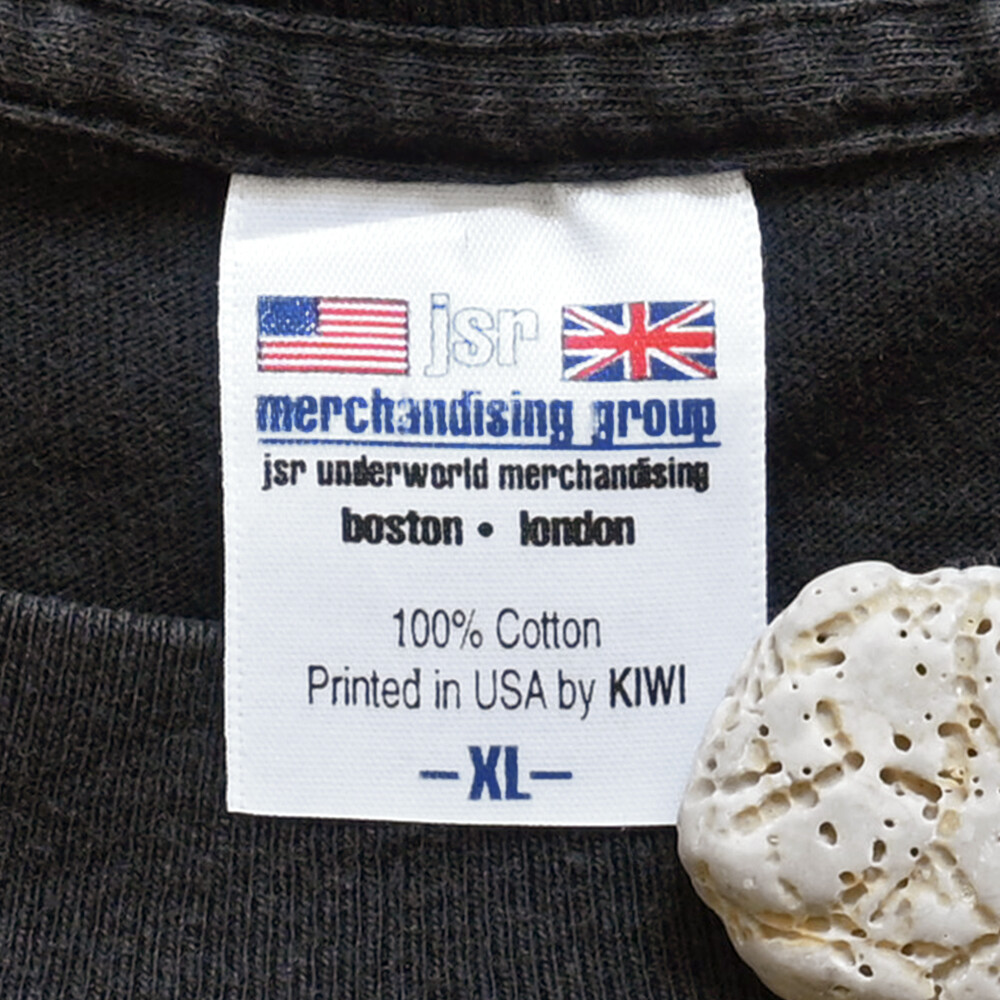 jsr
merchandising group
jsr underworld merchandising
boston • london
100% Cotton
Printed in USA by KIWI
—XL—